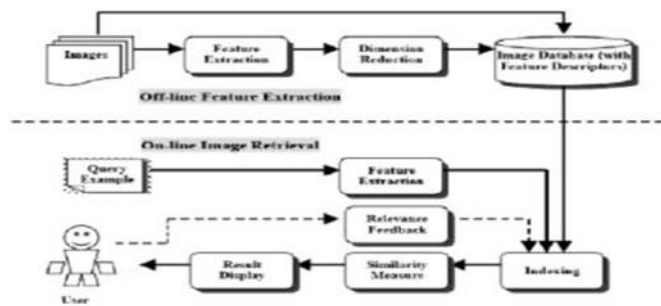 Images
Feature
Extraction
Dimension
Reduction
Image Database (with
Feature Descriptors)
Off-line Feature Extraction
On-line Image Retrieval
Query
Example
Feature
Extraction
Relevance
Feedback
Result
Display
Similarity
Measure
Indexing
User